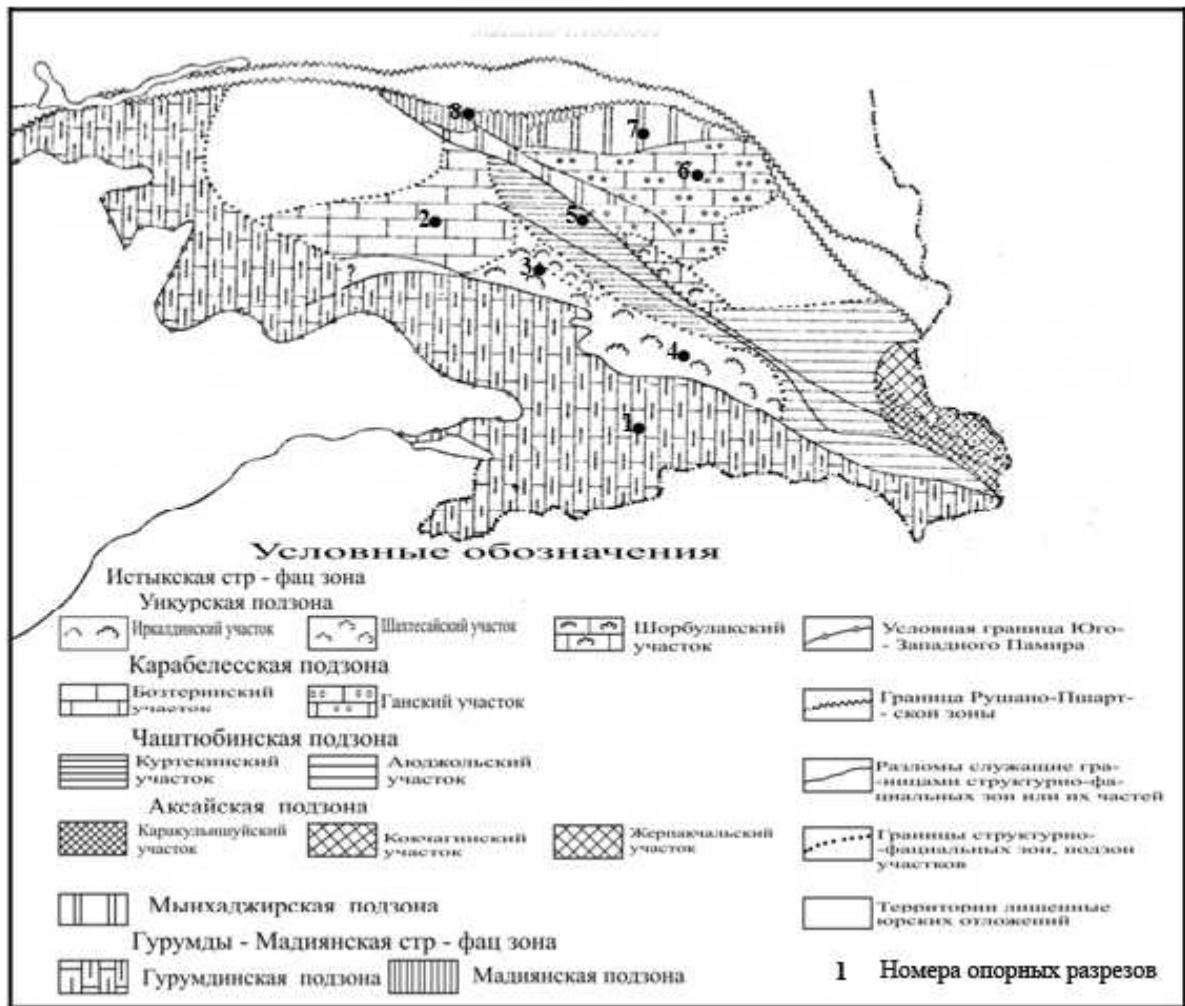 8
7
6
2
5
3
?
4
1
Условные обозначения
Истыкская стр - фац зона
Ункурская подзона
Иркалдинский участок
Шахтесайский участок
Шорбулакский
участок
Условная граница Юго-
- Западного Памира
Карабелесская подзона
Бозтеринский
участок
Ганский участок
Граница Рушано-Пшарт-
- ской зоны
Чаштюбинская подзона
Куртекинский
участок
Аюджольский
участок
Разломы служащие гра-
-ницами структурно-фа-
циальных зон или их частей
Аксайская подзона
Каракульшуйский
участок
Кокчагинский
участок
Жерпакчальский
участок
Границы структурно-
-фациальных зон, подзон
участков
Мынхаджирская подзона
Территории лишенные
юрских отложений
Гурумды - Мадиянская стр - фац зона
Гурумдинская подзона
Мадиянская подзона
1 Номера опорных разрезов